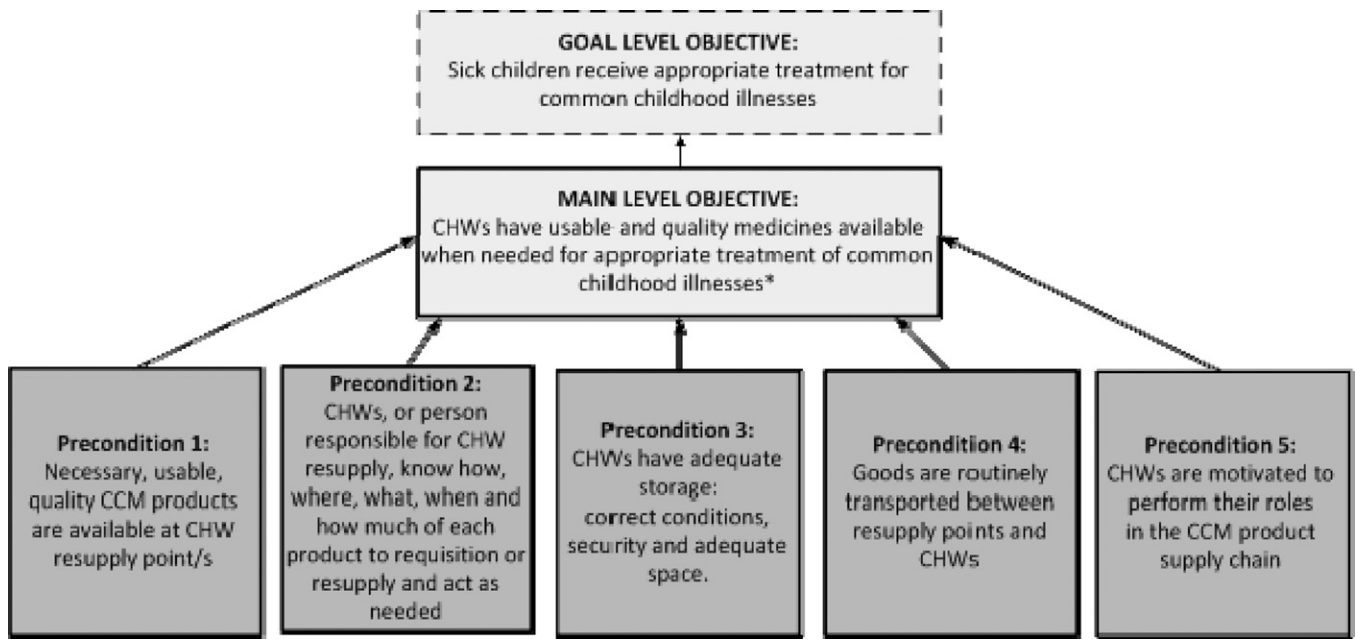 GOAL LEVEL OBJECTIVE:
Sick children receive appropriate treatment for
common childhood illnesses
MAIN LEVEL OBJECTIVE:
CHWs have usable and quality medicines available
when needed for appropriate treatment of common
childhood illnesses*
Precondition 1:
Necessary, usable,
quality CCM products
are available at CHW
resupply point/s
Precondition 2:
CHWs, or person
responsible for CHW
resupply, know how,
where, what, when and
how much of each
product to requisition or
resupply and act as
needed
Precondition 3:
CHWs have adequate
storage:
correct conditions,
security and adequate
space.
Precondition 4:
Goods are routinely
transported between
resupply points and
CHWs
Precondition 5:
CHWs are motivated to
perform their roles
in the CCM product
supply chain